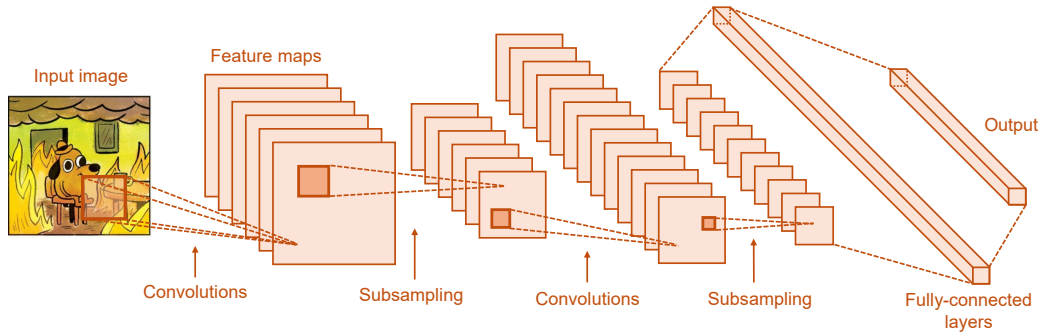 Input image
Feature maps
Convolutions
Subsampling
Convolutions
Subsampling
Fully-connected
layers
Output